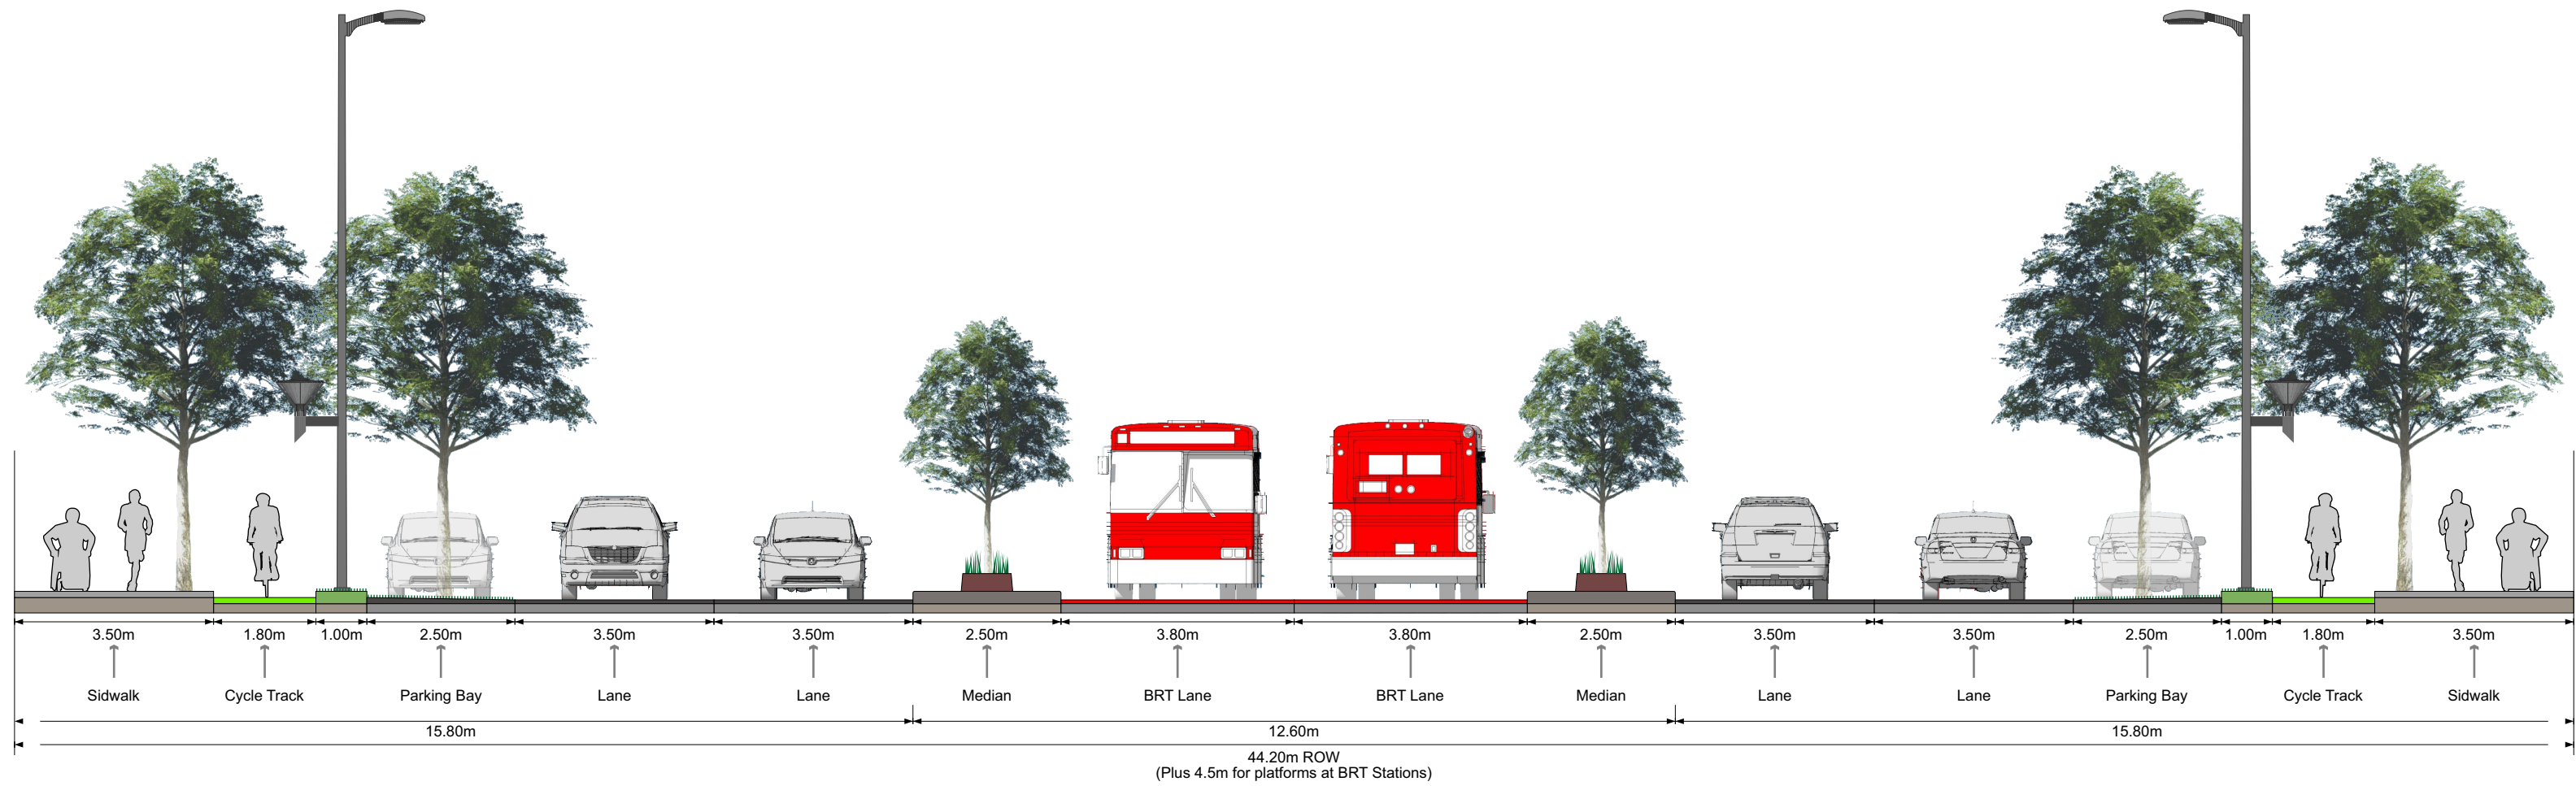 3.50m 1.80m 1.00m 2.50m 3.50m 3.50m 2.50m 3.80m 3.80m 2.50m 3.50m 3.50m 2.50m 1.00m 1.80m 3.50m
Sidwalk Cycle Track Parking Bay Lane Lane Median BRT Lane BRT Lane Median Lane Lane Parking Bay Cycle Track Sidwalk
15.80m 12.60m 15.80m
44.20m ROW
(Plus 4.5m for platforms at BRT Stations)